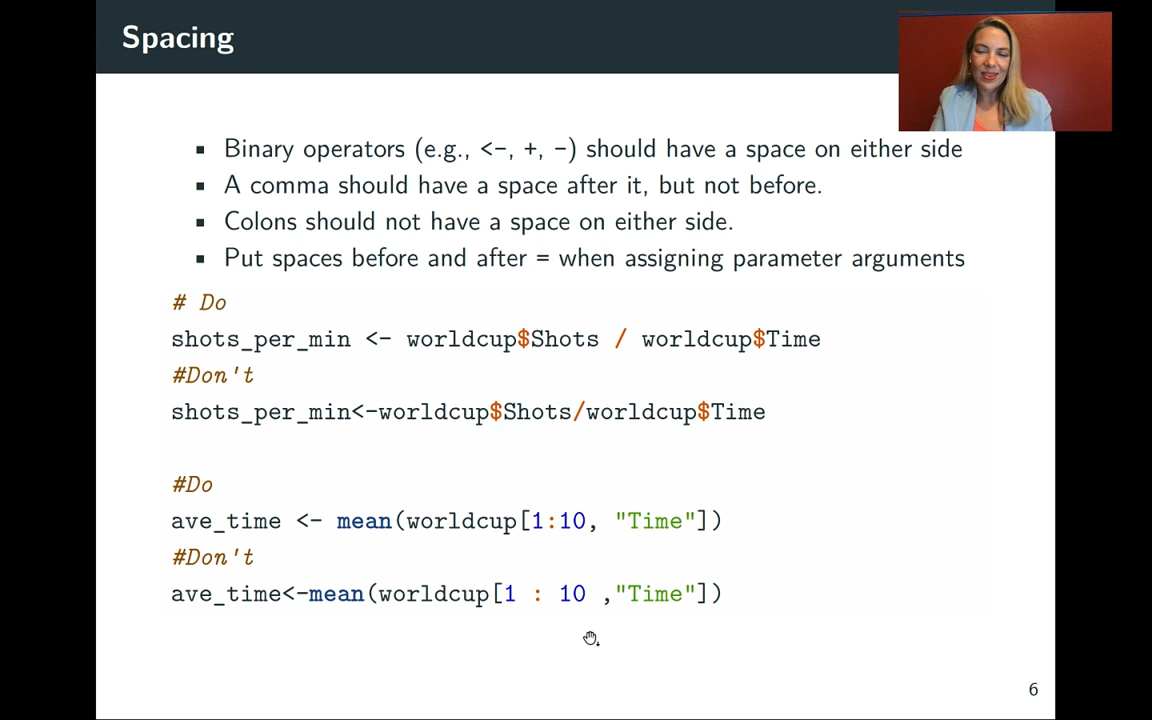 Spacing
▪ Binary operators (e.g., <-, +, -) should have a space on either side
▪ A comma should have a space after it, but not before.
▪ Colons should not have a space on either side.
▪ Put spaces before and after = when assigning parameter arguments
# Do
shots_per_min <- worldcup$Shots / worldcup$Time
#Don't
shots_per_min<-worldcup$Shots/worldcup$Time
#Do
ave_time <- mean(worldcup[1:10, "Time"])
#Don't
ave_time<-mean(worldcup[1 : 10 ,"Time"])
6